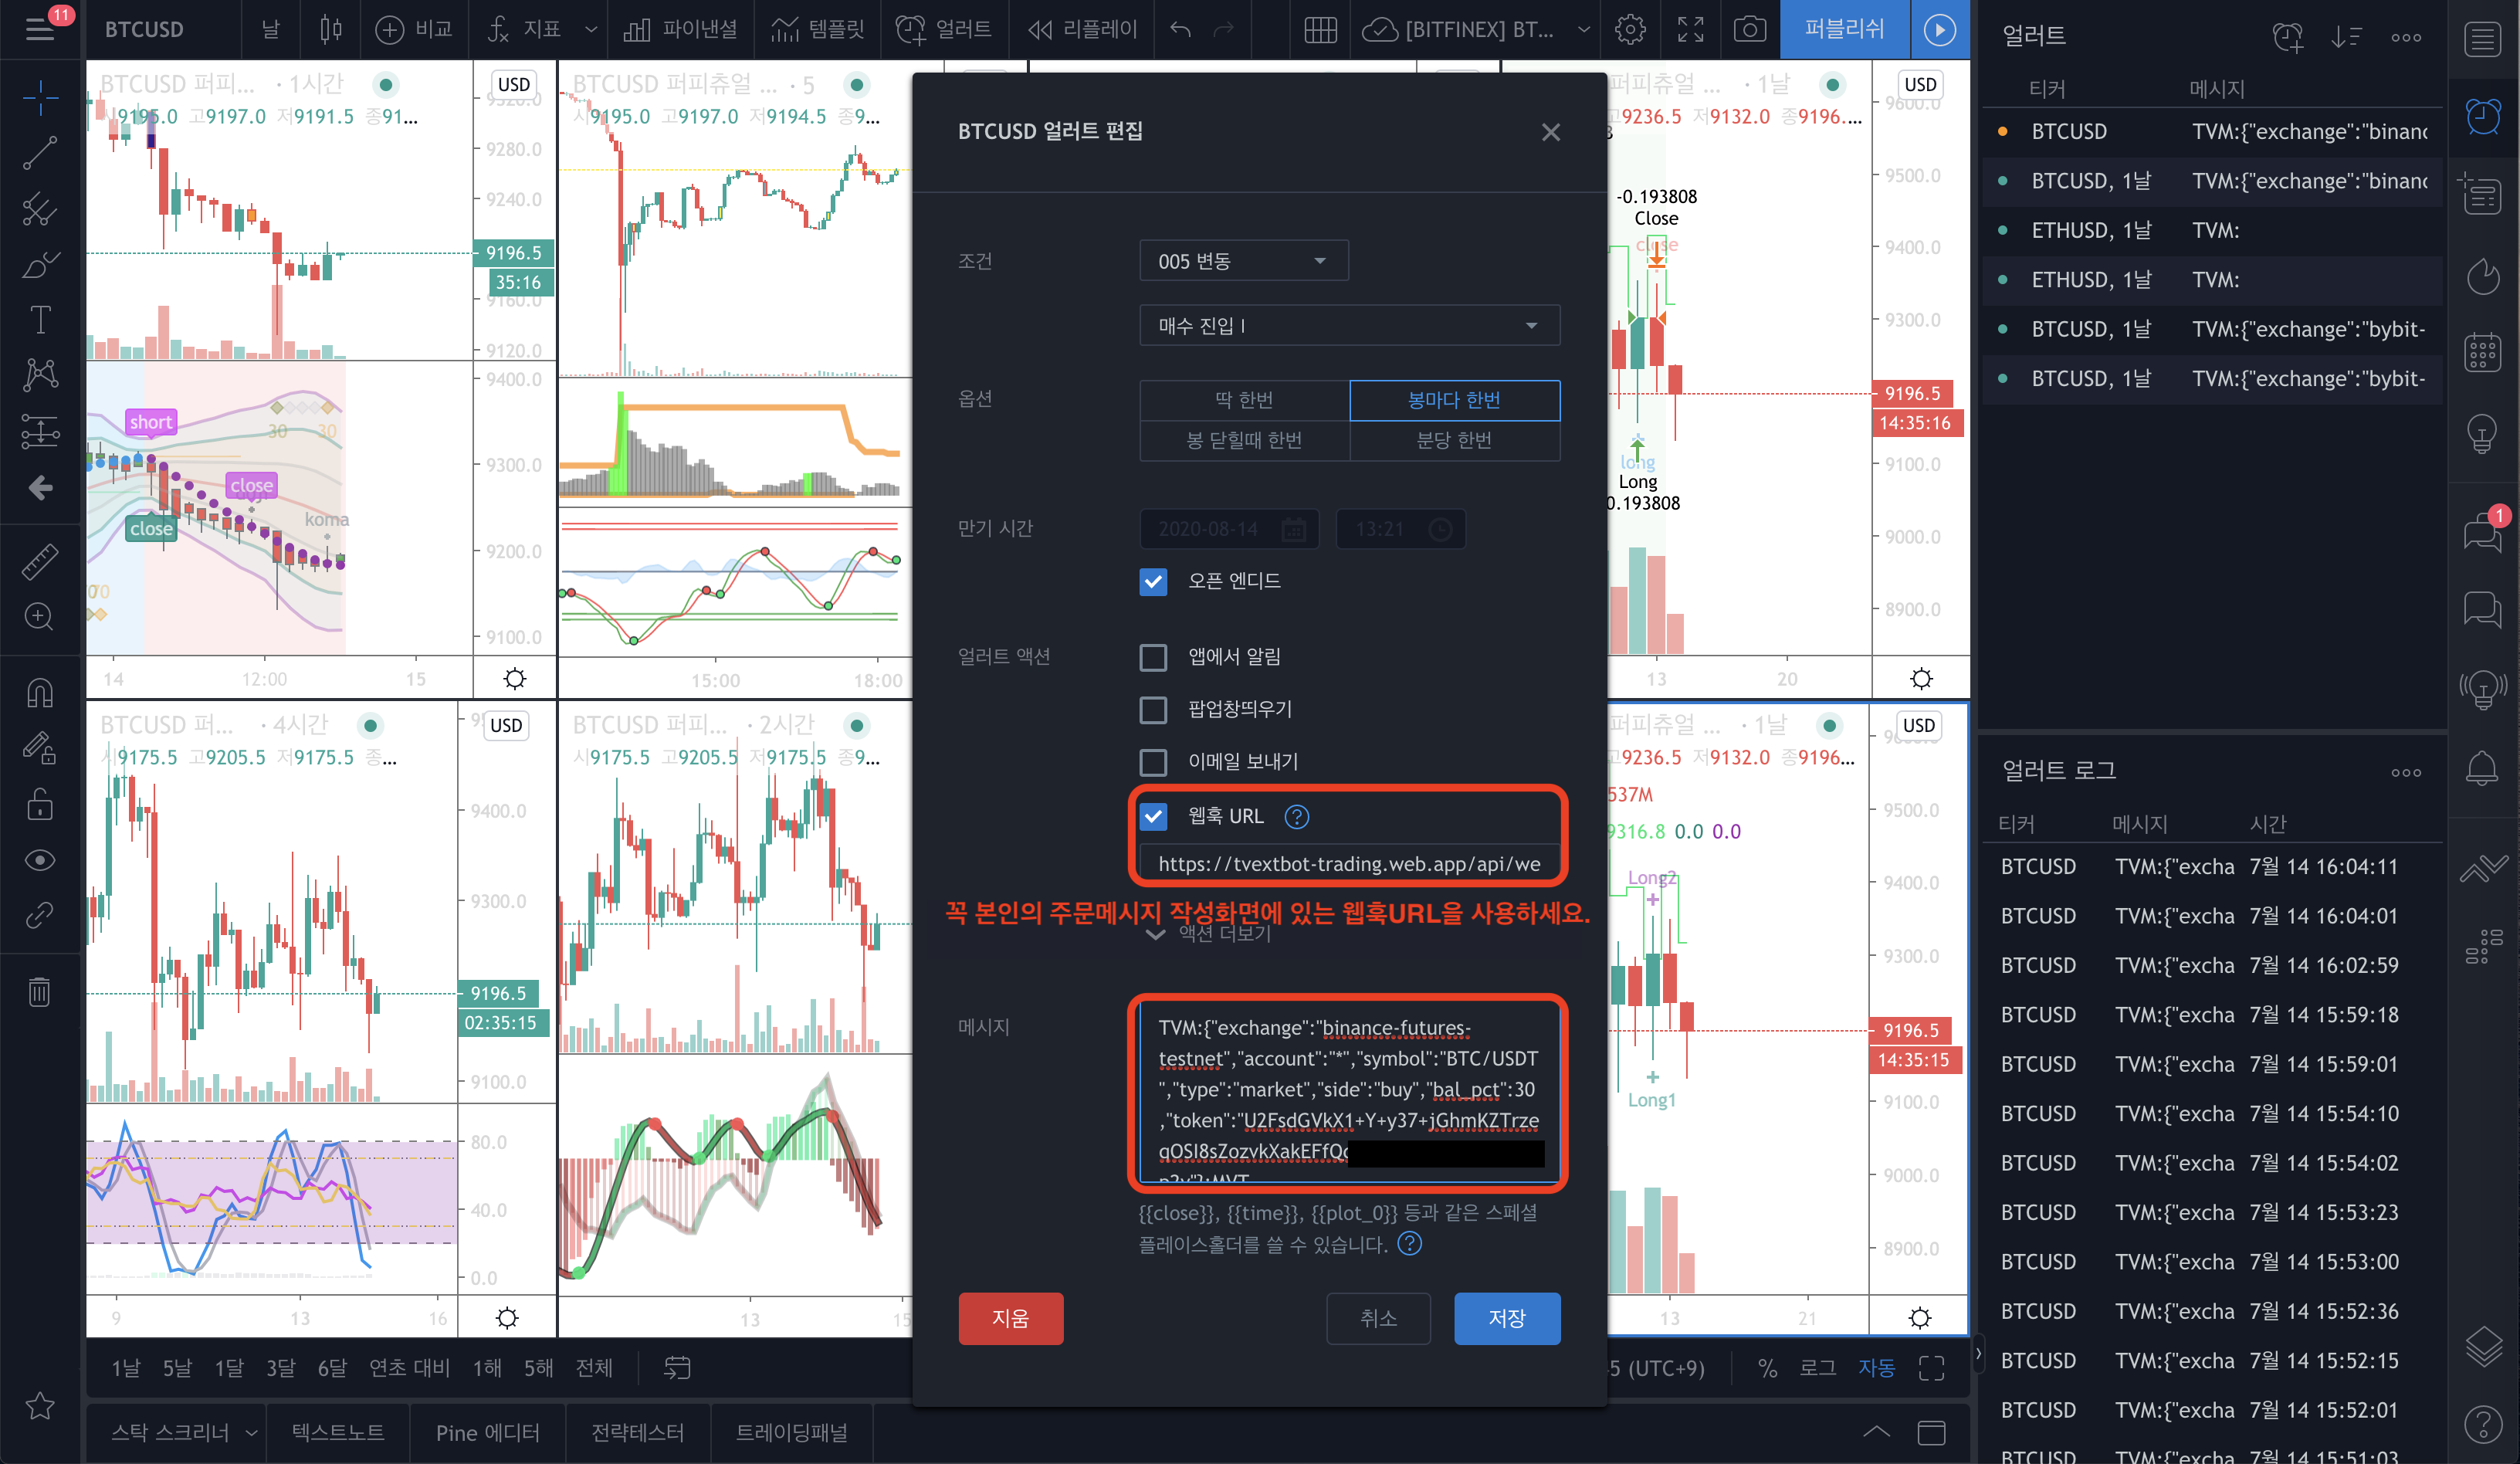 11
BTCUSD
날
비교
지표
파이낸셜
템플릿
얼러트
리플레이
[BITFINEX] BT...
퍼블리쉬
BTCUSD 퍼피... · 1시간
USD
시9195.0 고9197.0 저9191.5 종91...
9280.0
9240.0
9196.5
35:16
9160.0
9120.0
9400.0
9300.0
9200.0
9100.0
short
close
close
koma
30
30
14
12:00
15
BTCUSD 퍼피츄얼 ... · 5
시9195.0 고9197.0 저9194.5 종9...
15:00
18:00
퍼피츄얼 ... · 1날
USD
고9236.5 저9132.0 종9196....
-0.193808
Close
close
long
Long
0.193808
9600.0
9500.0
9400.0
9300.0
9196.5
14:35:16
9100.0
9000.0
8900.0
13
20
BTCUSD 퍼... · 4시간
USD
시9175.5 고9205.5 저9175.5 종...
9400.0
9300.0
9196.5
02:35:15
9100.0
80.0
40.0
0.0
9
13
16
BTCUSD 퍼피... · 2시간
시9175.5 고9205.5 저9175.5 종9...
13
15
퍼피츄얼 ... · 1날
USD
9236.5 저9132.0 종9196...
537M
9316.8 0.0 0.0
Long2
Long1
9500.0
9400.0
9300.0
9196.5
14:35:15
9100.0
9000.0
8900.0
13
21
BTCUSD 얼러트 편집
조건
005 변동
매수 진입 I
옵션
딱 한번
봉마다 한번
봉 닫힐때 한번
분당 한번
만기 시간
2020-08-14
13:21
오픈 엔디드
얼러트 액션
앱에서 알림
팝업창띄우기
이메일 보내기
웹훅 URL
https://tvextbot-trading.web.app/api/we
꼭 본인의 주문메시지 작성화면에 있는 웹훅URL을 사용하세요.
액션 더보기
메시지
TVM:{"exchange":"binance-futures-
testnet","account":"*","symbol":"BTC/USDT
","type":"market","side":"buy","bal_pct":30
,"token":"U2FsdGVkX1+Y+y37+jGhmKZTrze
qOSI8sZozvkXakEFfQ
{{close}}, {{time}}, {{plot_0}} 등과 같은 스페셜
플레이스홀더를 쓸 수 있습니다.
지움
취소
저장
1날
5날
1달
3달
6달
연초 대비
1해
5해
전체
5 (UTC+9)
%
로그
자동
스탁 스크리너
텍스트노트
Pine 에디터
전략테스터
트레이딩패널
얼러트
티커 메시지
BTCUSD TVM:{"exchange":"binanc
BTCUSD, 1날 TVM:{"exchange":"binanc
ETHUSD, 1날 TVM:
ETHUSD, 1날 TVM:
BTCUSD, 1날 TVM:{"exchange":"bybit-
BTCUSD, 1날 TVM:{"exchange":"bybit-
1
얼러트 로그
티커 메시지 시간
BTCUSD TVM:{"excha 7월 14 16:04:11
BTCUSD TVM:{"excha 7월 14 16:04:01
BTCUSD TVM:{"excha 7월 14 16:02:59
BTCUSD TVM:{"excha 7월 14 15:59:18
BTCUSD TVM:{"excha 7월 14 15:59:01
BTCUSD TVM:{"excha 7월 14 15:54:10
BTCUSD TVM:{"excha 7월 14 15:54:02
BTCUSD TVM:{"excha 7월 14 15:53:23
BTCUSD TVM:{"excha 7월 14 15:53:00
BTCUSD TVM:{"excha 7월 14 15:52:36
BTCUSD TVM:{"excha 7월 14 15:52:15
BTCUSD TVM:{"excha 7월 14 15:52:01
BTCUSD TVM:{"excha 7월 14 15:51:03